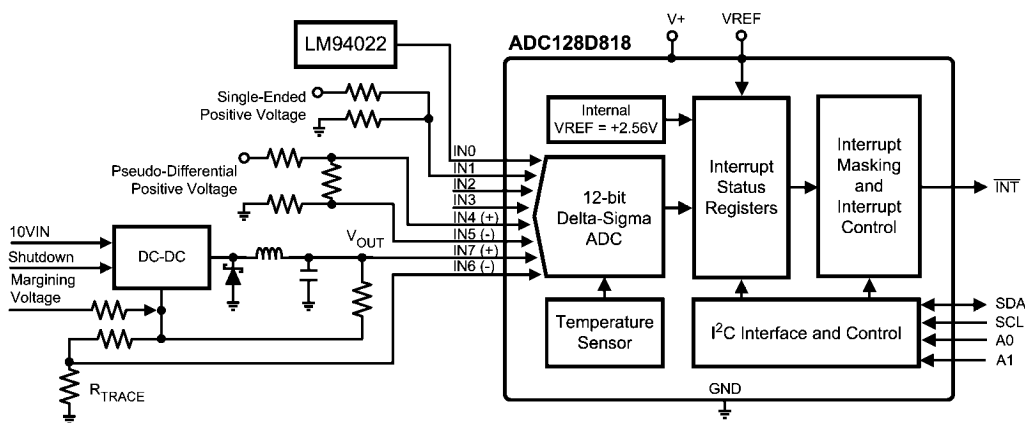 V+
VREF
LM94022
ADC128D818
Single-Ended
Positive Voltage
Internal
VREF = +2.56V
Pseudo-Differential
Positive Voltage
IN0
IN1
IN2
IN3
IN4 (+)
IN5 (-)
IN7 (+)
IN6 (-)
12-bit
Delta-Sigma
ADC
Interrupt
Status
Registers
Interrupt
Masking
and
Interrupt
Control
INT
10VIN
Shutdown
Margining
Voltage
DC-DC
VOUT
Temperature
Sensor
I2C Interface and Control
SDA
SCL
A0
A1
RTRACE
GND